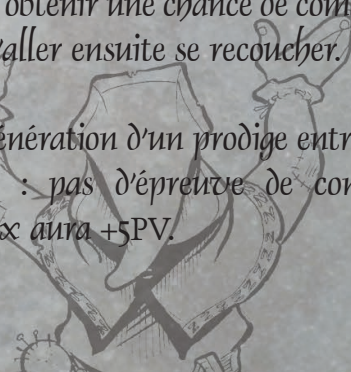 obtenir une chance de com
'aller ensuite se recoucher.
énération d'un prodige entr
: pas d'épreuve de con
x aura +5PV.